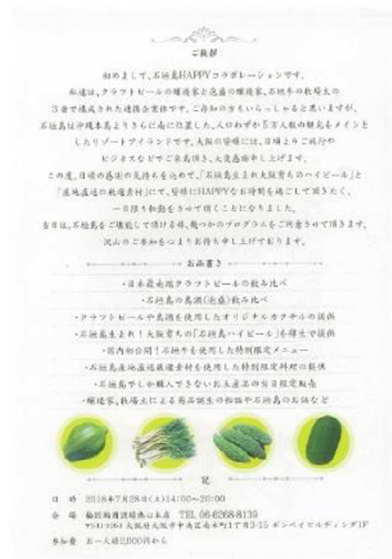 ご挨拶
初めまして、石垣島HAPPYコラボレーションです。
私達は、クラフトビールの醸造家と泡盛の醸造家、石垣牛の牧場主の
3者で構成された連携企業体です。ご存知の方もいらっしゃると思いますが、
石垣島は沖縄本島よりさらに南に位置した、人口わずか5万人程の観光をメインと
したリゾートアイランドです。大阪の皆様には、日頃よりご旅行や
ビジネスなどでご来島頂き、大変感謝申し上げます。
この度、日頃の感謝の気持ちを込めて、「石垣島生まれ大阪育ちのハイビール」と
「産地直送の厳選素材」にて、皆様にHAPPYなお時間を過ごして頂きたく、
一日限り
させて頂くことになりました。
当日は、石垣島をご堪能して頂ける様、幾つかのプログラムをご用意させて頂きます。
沢山のご参加を心よりお待ち申し上げております。
お品書き
・日本最南端クラフトビールの飲み比べ
・石垣島の島酒(泡盛)飲み比べ
・クラフトビールや島酒を使用したオリジナルカクテルの提供
・石垣島生まれ!大阪育ちの「石垣島ハイビール」を樽生で提供
・国内初公開!石垣牛を使用した特別限定メニュー
・石垣島産地直送厳選素材を使用した特別限定料理の提供
・石垣島でしか購入できないお土産品の当日限定販売
・醸造家、牧場主による商品誕生の秘話や石垣島のお話など
記
日 時 2018年7月28日(土)14:00~20:00
会 場
本店 TEL 06-6268-8139
大阪府大阪市中央区南本町1丁目3-15
ビルディング1F
参加費 お一人様2,000円から